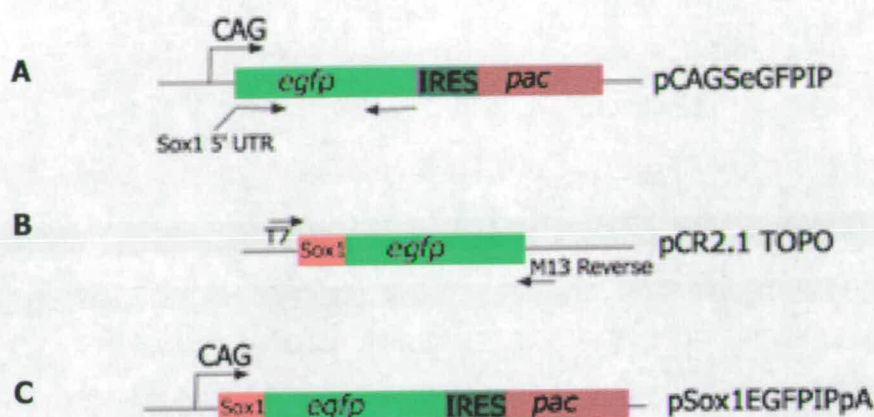 CAG
A egfp IRES pac pCAGSeGFPIP
Sox1 5' UTR
B T7 Sox1 egfp pCR2.1 TOPO
M13 Reverse
CAG
C Sox1 egfp IRES pac pSox1EGFPIPpA